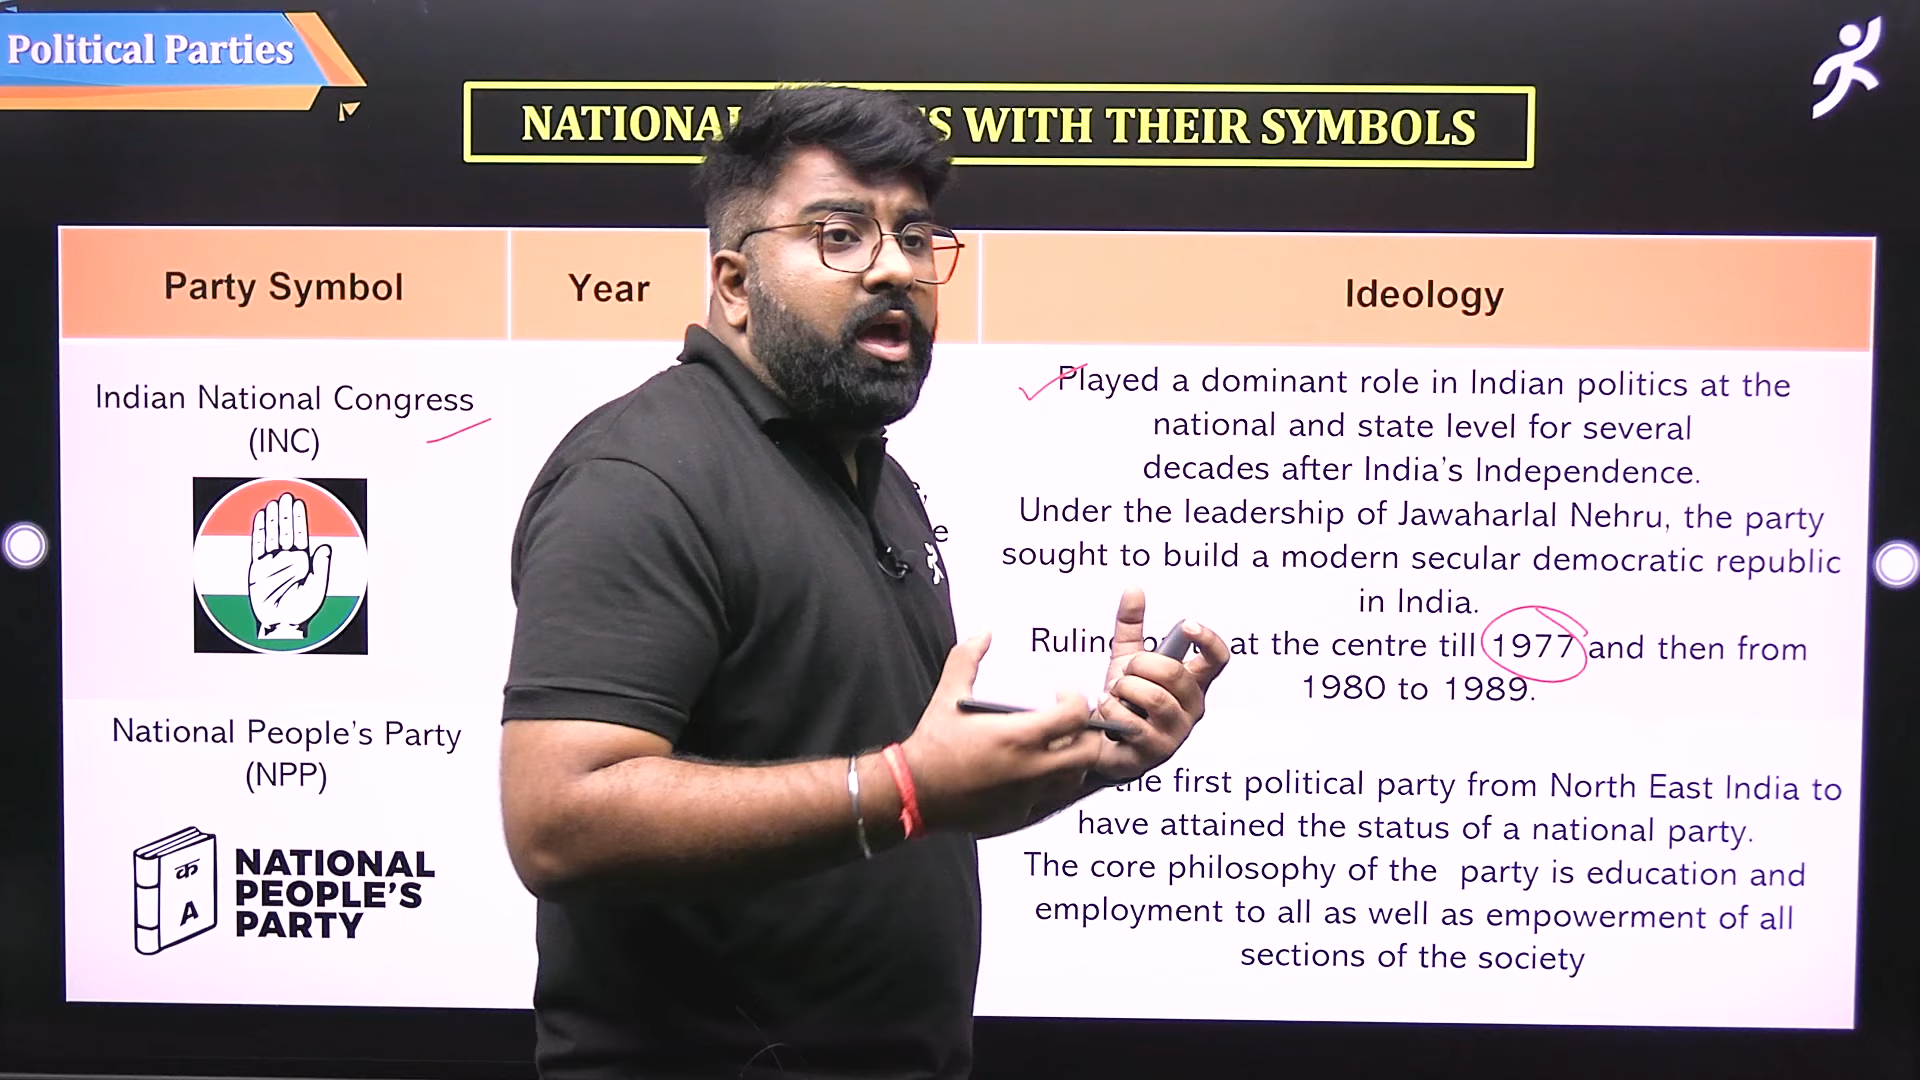 Political Parties
NATIONAL S WITH THEIR SYMBOLS
Party Symbol
Year
Ideology
Indian National Congress
(INC)
Played a dominant role in Indian politics at the
national and state level for several
decades after India's Independence.
Under the leadership of Jawaharlal Nehru, the party
sought to build a modern secular democratic republic
in India.
Ruling at the centre till 1977 and then from
1980 to 1989.
National People's Party
(NPP)
क
A
NATIONAL
PEOPLE'S
PARTY
first political party from North East India to
have attained the status of a national party.
The core philosophy of the party is education and
employment to all as well as empowerment of all
sections of the society